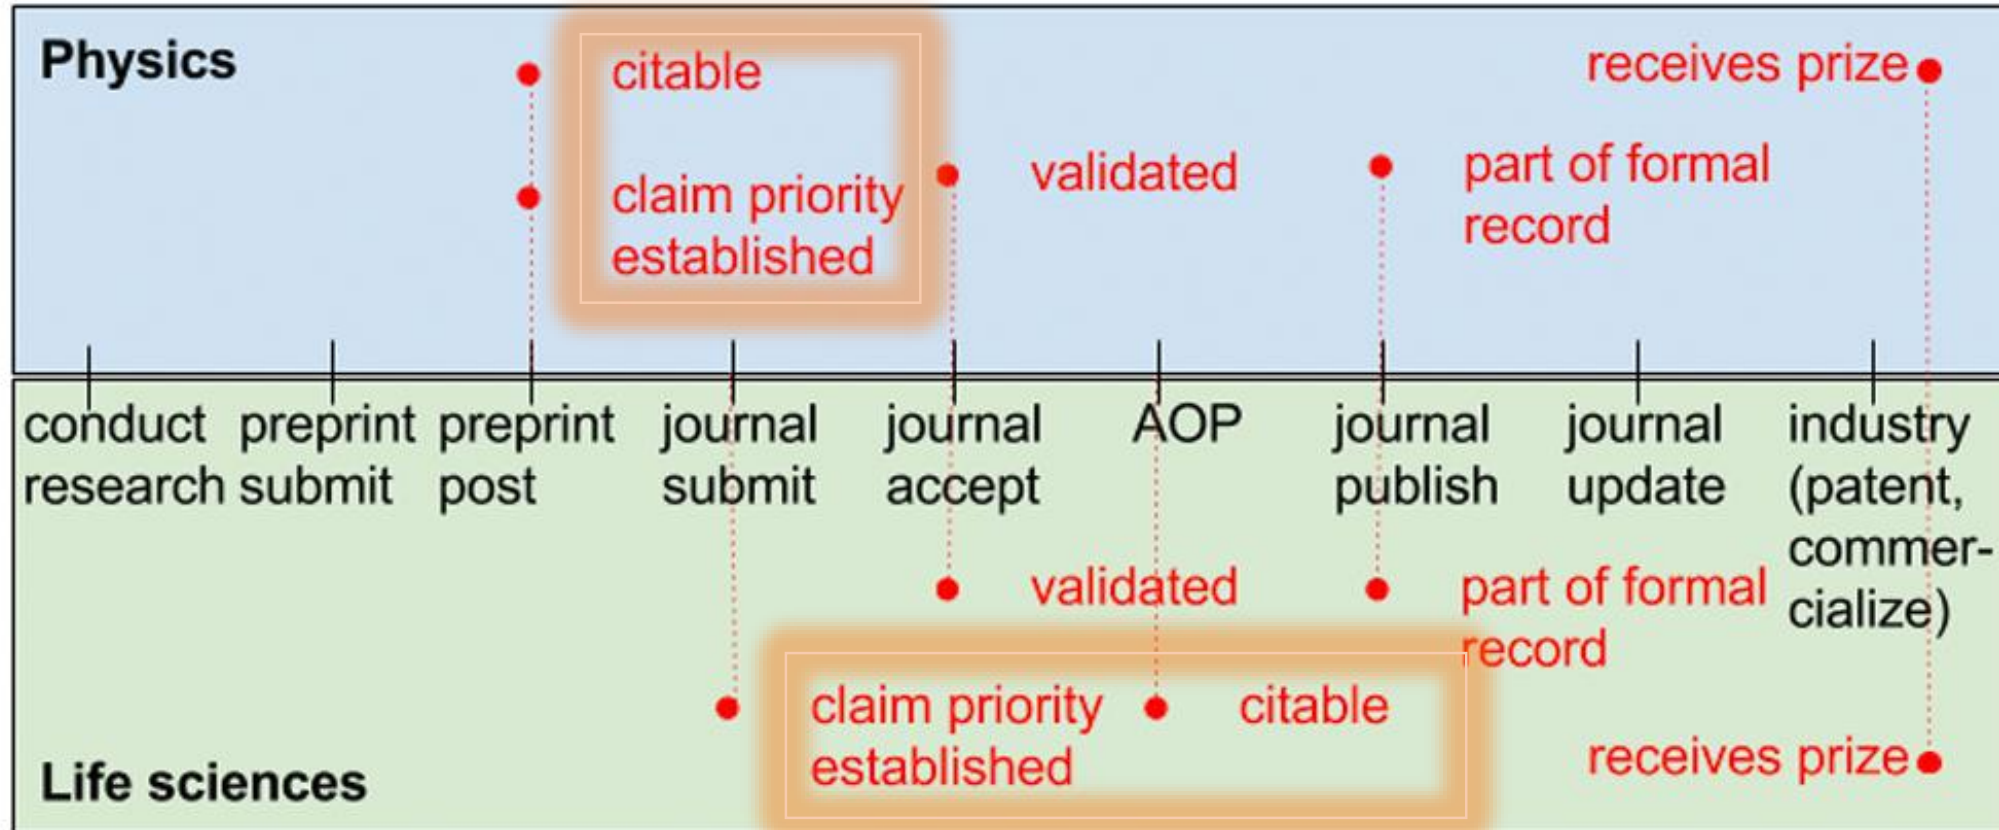 Physics
citable
receives prize
claim priority
established
validated
part of formal
record
conduct
research
preprint
submit
preprint
post
journal
submit
journal
accept
AOP
journal
publish
journal
update
industry
(patent,
commer-
cialize)
validated
part of formal
record
claim priority
established
citable
receives prize
Life sciences